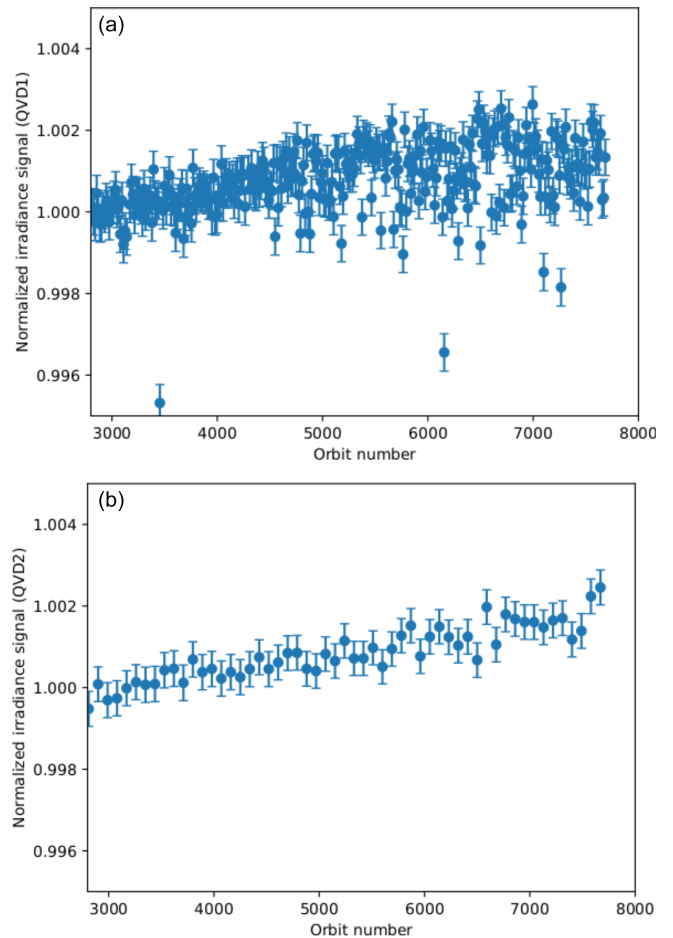 (a)
Normalized irradiance signal (QVD1)
1.004
1.002
1.000
0.998
0.996
3000 4000 5000 6000 7000 8000
Orbit number
(b)
Normalized irradiance signal (QVD2)
1.004
1.002
1.000
0.998
0.996
3000 4000 5000 6000 7000 8000
Orbit number